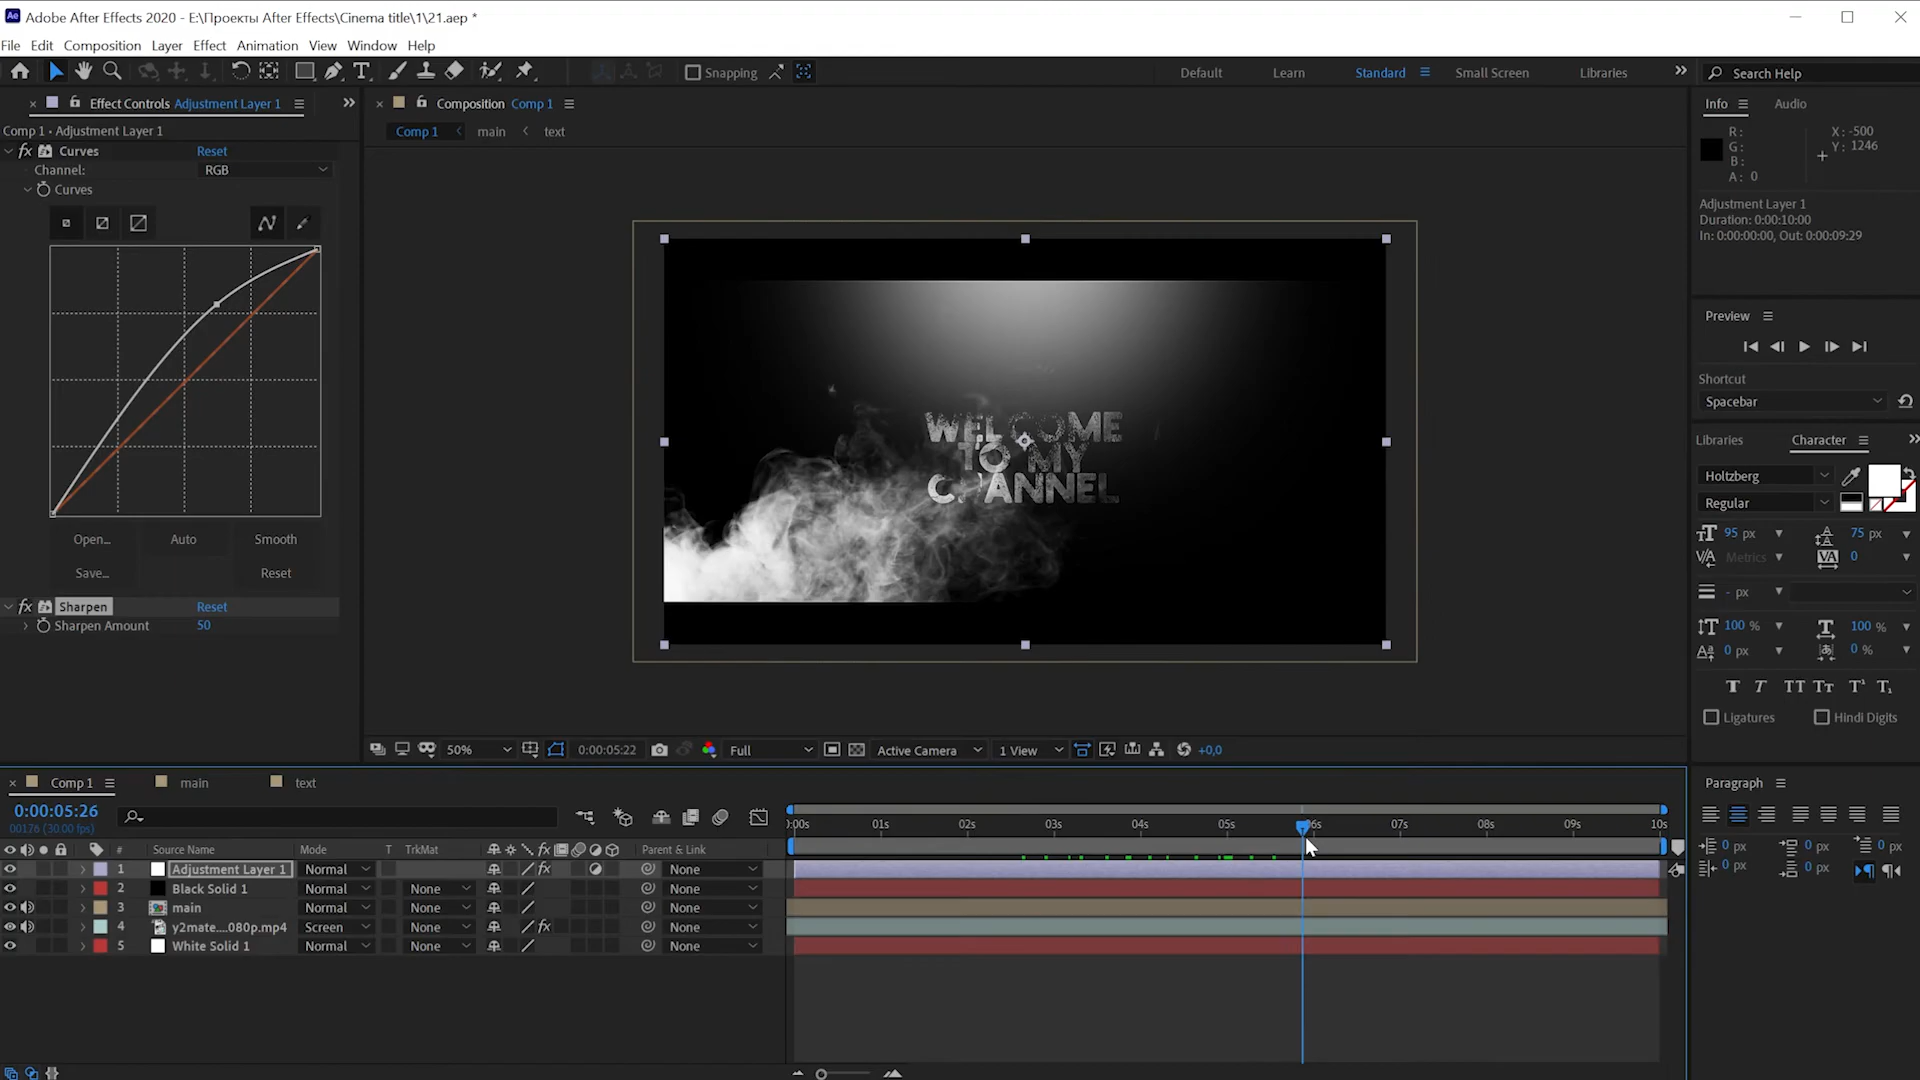 Adobe After Effects 2020 - E:\Проекты After Effects\Cinema title\1\21.aep *
File Edit Composition Layer Effect Animation View Window Help
Snapping Default Learn Standard Small Screen Libraries Search Help
Effect Controls Adjustment Layer 1
Comp 1 • Adjustment Layer 1
fx Curves Reset
Channel: RGB
Curves
Open... Auto Smooth
Save... Reset
fx Sharpen Reset
Sharpen Amount 50
Composition Comp 1
Comp 1 main text
WELCOME
TO MY
CHANNEL
50% 0:00:05:22 Full Active Camera 1 View +0,0
Info Audio
R: X: -500
G: Y: 1246
B:
A: 0
Adjustment Layer 1
Duration: 0:00:10:00
In: 0:00:00:00, Out: 0:00:09:29
Preview
Shortcut
Spacebar
Libraries Character
Holtzberg
Regular
95 px 75 px
Metrics 0
- px
100 % 100 %
0 px 0 %
T T TT Tt T¹ T₁
Ligatures Hindi Digits
Paragraph
0 px 0 px 0 px
0 px 0 px
Comp 1 main text
0:00:05:26
00176 (30.00 fps)
:00s 01s 02s 03s 04s 05s 06s 07s 08s 09s 10s
# Source Name Mode T TrkMat Parent & Link
1 Adjustment Layer 1 Normal None
2 Black Solid 1 Normal None None
3 main Normal None None
4 y2mate....080p.mp4 Screen None None
5 White Solid 1 Normal None None